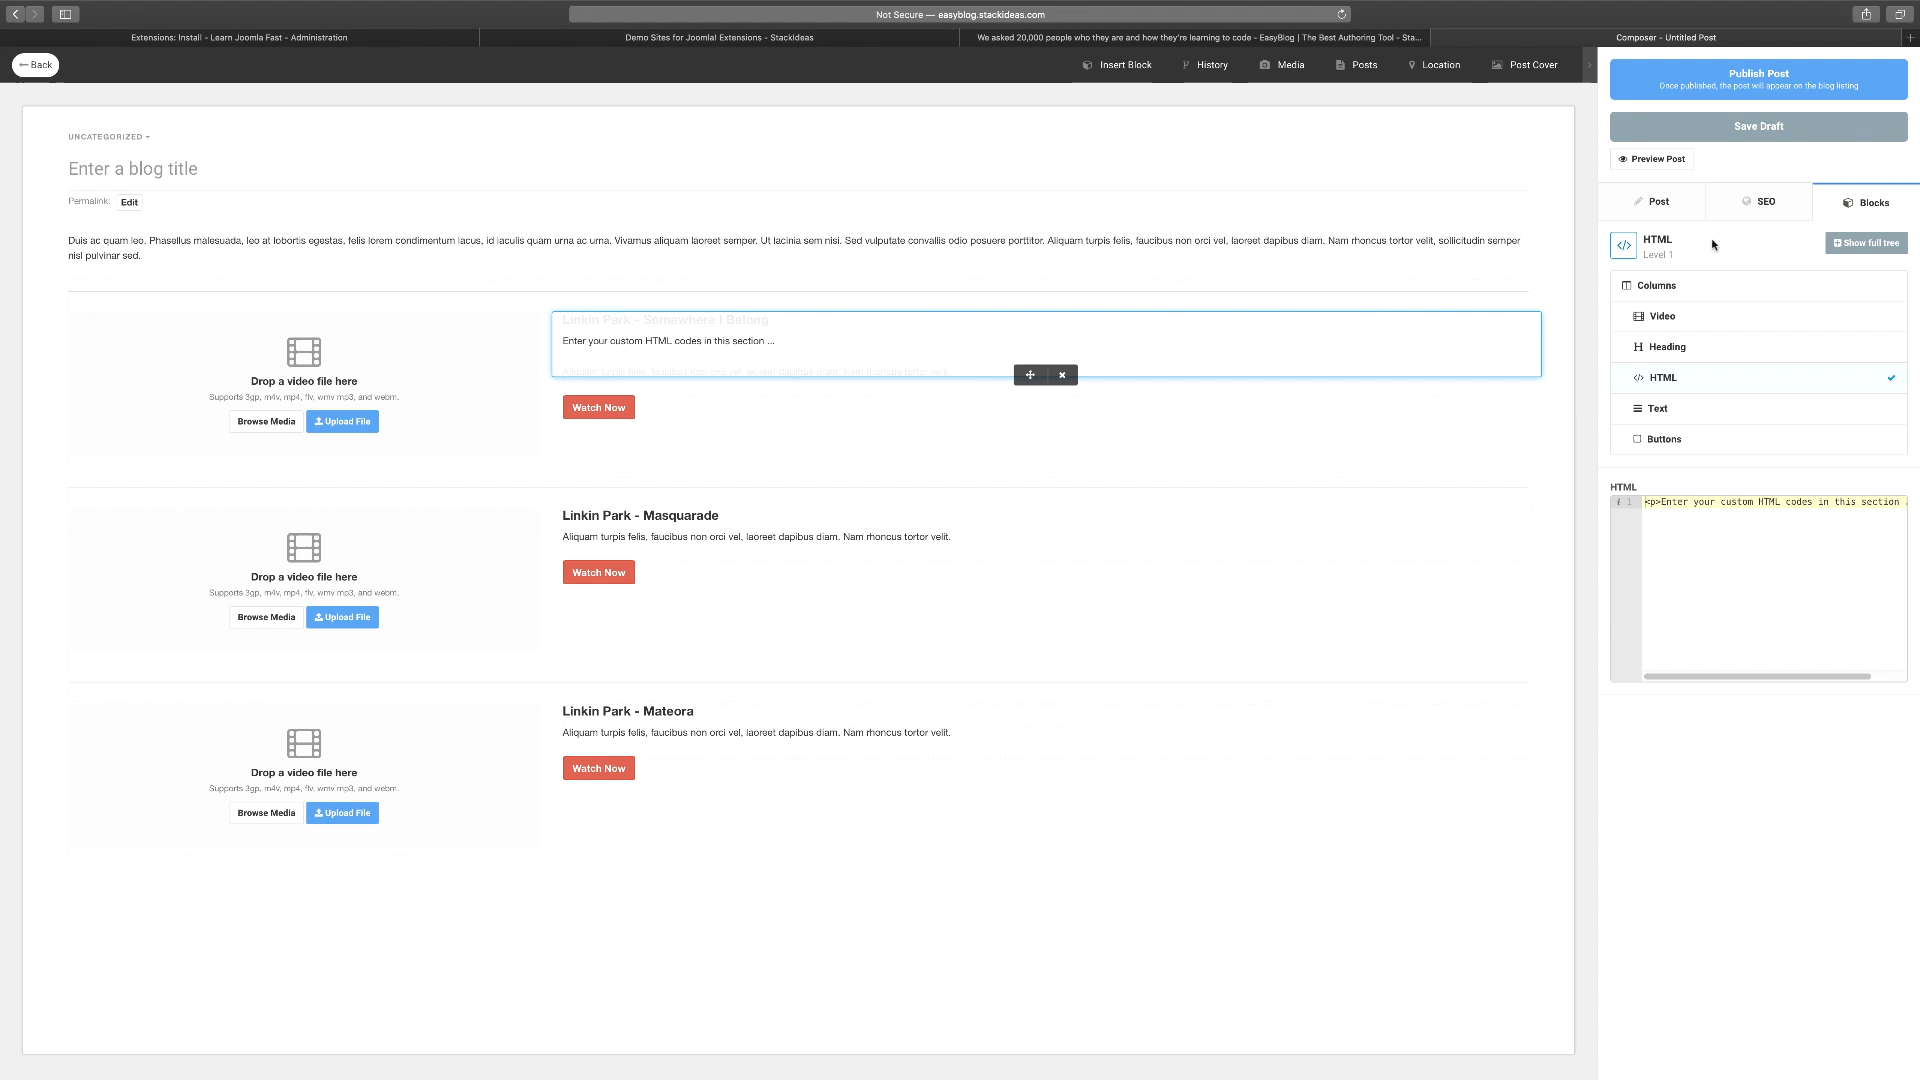 Not Secure — easyblog.stackideas.com
Extensions: Install - Learn Joomla Fast - Administration
Demo Sites for Joomla! Extensions - StackIdeas
We asked 20,000 people who they are and how they're learning to code - EasyBlog | The Best Authoring Tool - Sta...
Composer - Untitled Post
Back
Insert Block
History
Media
Posts
Location
Post Cover
Publish Post
Once published, the post will appear on the blog listing
Save Draft
Preview Post
Post
SEO
Blocks
HTML
Level 1
Show full tree
Columns
Video
Heading
HTML
Text
Buttons
HTML
i 1
<p>Enter your custom HTML codes in this section .
UNCATEGORIZED
Enter a blog title
Permalink: Edit
Duis ac quam leo. Phasellus malesuada, leo at lobortis egestas, felis lorem condimentum lacus, id iaculis quam urna ac urna. Vivamus aliquam laoreet semper. Ut lacinia sem nisi. Sed vulputate convallis odio posuere porttitor. Aliquam turpis felis, faucibus non orci vel, laoreet dapibus diam. Nam rhoncus tortor velit, sollicitudin semper
nisl pulvinar sed.
Drop a video file here
Supports 3gp, m4v, mp4, flv, wmv mp3, and webm.
Browse Media
Upload File
Linkin Park - Somewhere I Belong
Enter your custom HTML codes in this section ...
Aliquam turpis felis, faucibus non orci vel, laoreet dapibus diam. Nam rhoncus tortor velit.
Watch Now
Drop a video file here
Supports 3gp, m4v, mp4, flv, wmv mp3, and webm.
Browse Media
Upload File
Linkin Park - Masquarade
Aliquam turpis felis, faucibus non orci vel, laoreet dapibus diam. Nam rhoncus tortor velit.
Watch Now
Drop a video file here
Supports 3gp, m4v, mp4, flv, wmv mp3, and webm.
Browse Media
Upload File
Linkin Park - Mateora
Aliquam turpis felis, faucibus non orci vel, laoreet dapibus diam. Nam rhoncus tortor velit.
Watch Now